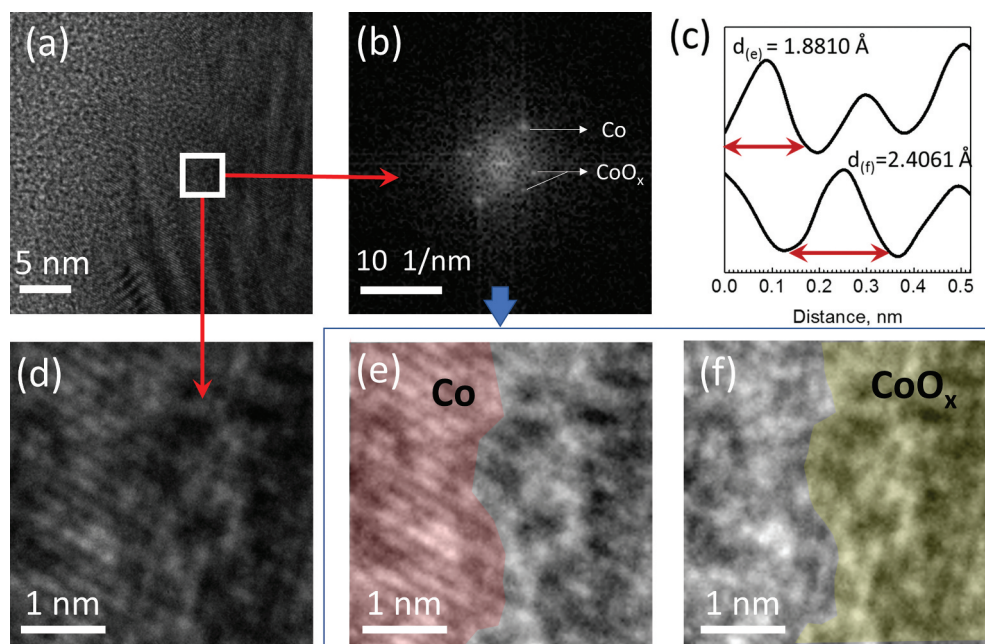 (a)
5 nm
(b)
Co
CoOx
10 1/nm
(c)
d(e) = 1.8810 Å
d(f)=2.4061 Å
0.0 0.1 0.2 0.3 0.4 0.5
Distance, nm
(d)
1 nm
(e)
Co
1 nm
(f)
CoOx
1 nm